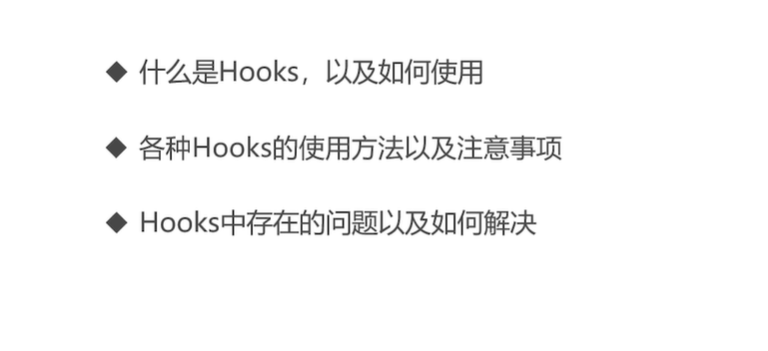 ◆ 什么是Hooks，以及如何使用
◆ 各种Hooks的使用方法以及注意事项
◆ Hooks中存在的问题以及如何解决